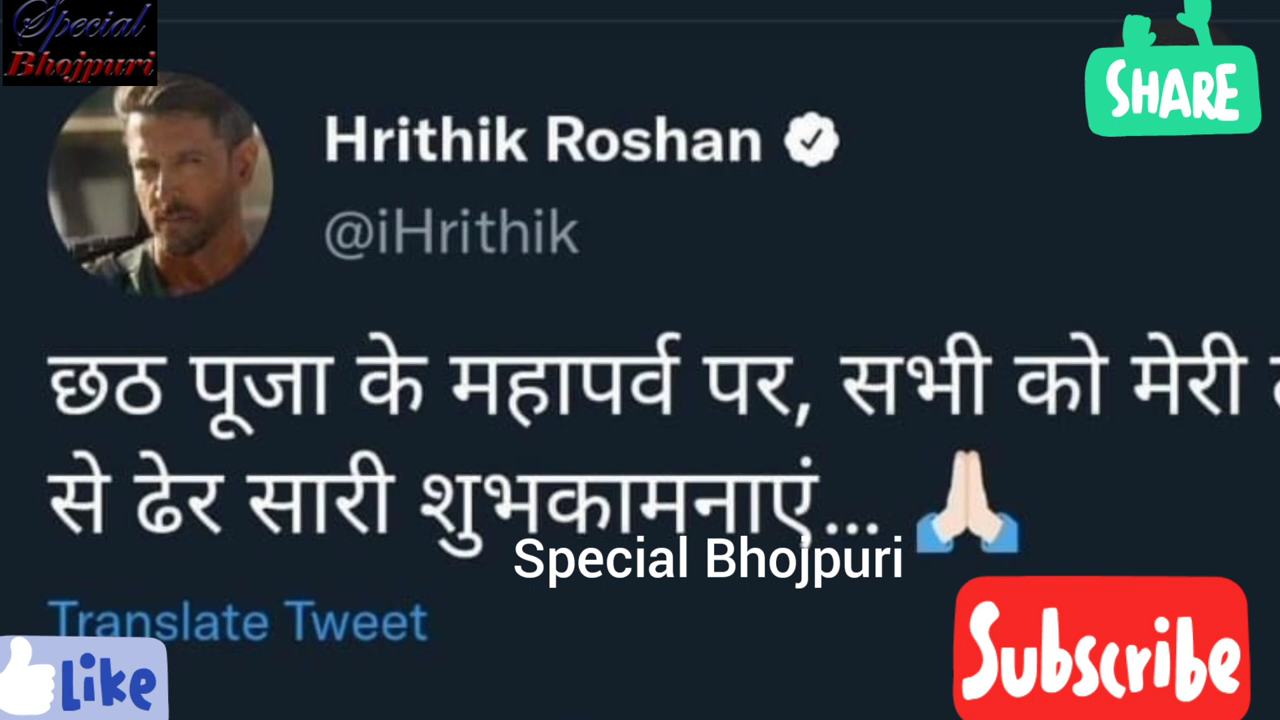 Special
Bhojpuri
SHARE
Hrithik Roshan
@iHrithik
छठ पूजा के महापर्व पर, सभी को मेरी
से ढेर सारी शुभकामनाएं... 🙏🏻
Special Bhojpuri
Translate Tweet
Like
Subscribe